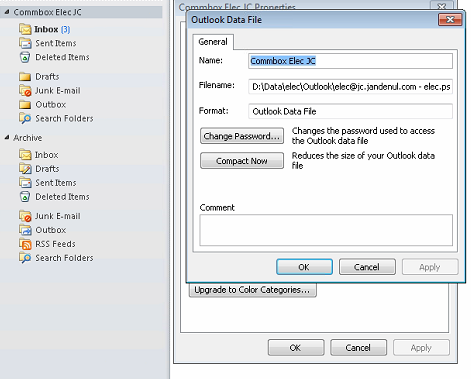 Commbox Elec JC
Inbox (3)
Sent Items
Deleted Items
Drafts
Junk E-mail
Outbox
Search Folders
Archive
Inbox
Drafts
Sent Items
Deleted Items
Junk E-mail
Outbox
RSS Feeds
Search Folders
Commbox Elec JC Properties
Outlook Data File
General
Name: Commbox Elec JC
Filename: D:\Data\elec\Outlook\elec@jc.jandenul.com - elec.ps
Format: Outlook Data File
Change Password... Changes the password used to access
the Outlook data file
Compact Now Reduces the size of your Outlook data
file
Comment
OK Cancel Apply
Upgrade to Color Categories...
OK Cancel Apply